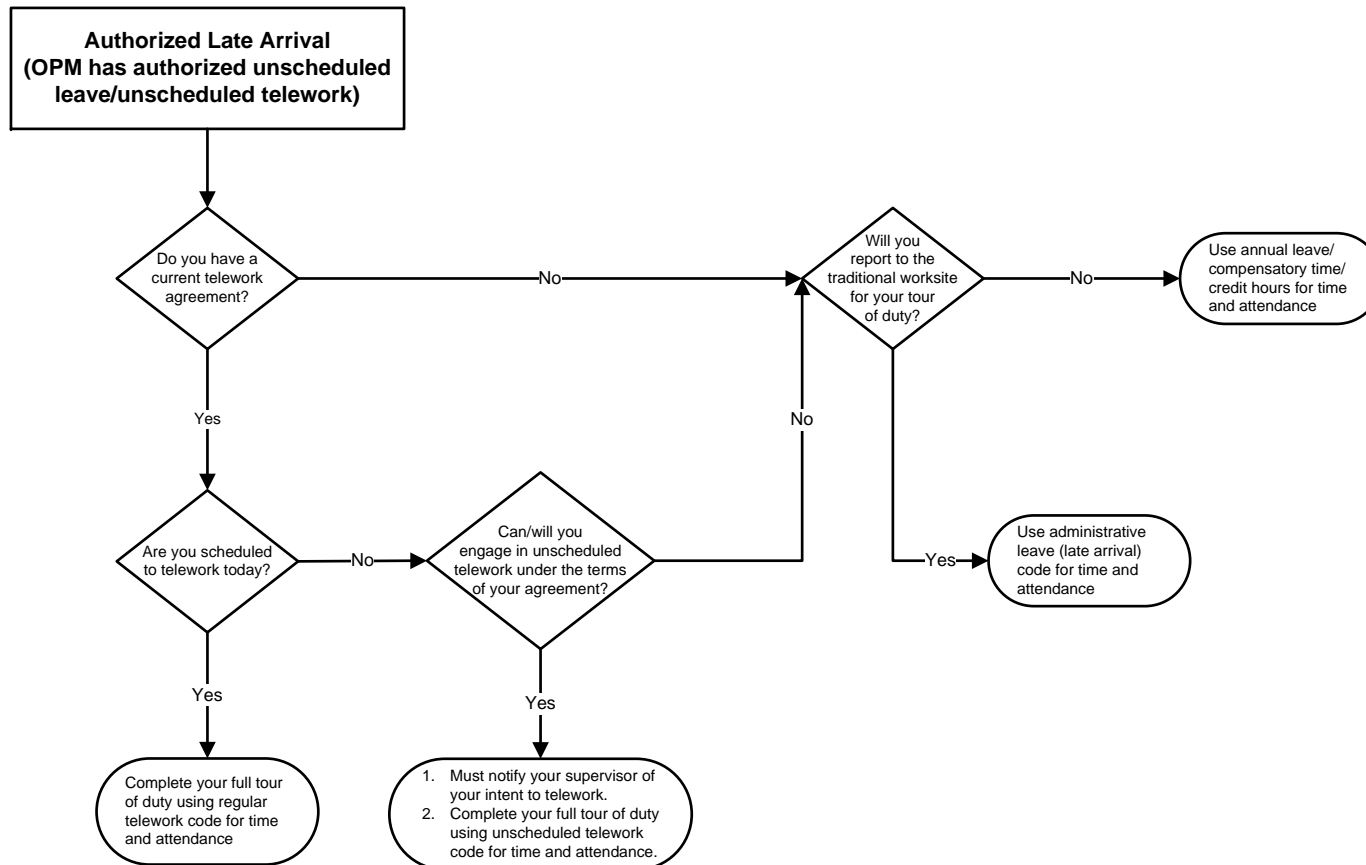 Authorized Late Arrival
(OPM has authorized unscheduled
leave/unscheduled telework)
Do you have a
current telework
agreement?
No
Will you
report to the
traditional worksite
for your tour
of duty?
No
Use annual leave/
compensatory time/
credit hours for time
and attendance
Yes
No
Are you scheduled
to telework today?
No
Can/will you
engage in unscheduled
telework under the terms
of your agreement?
Yes
Use administrative
leave (late arrival)
code for time and
attendance
Yes
Yes
Complete your full tour
of duty using regular
telework code for time
and attendance
1. Must notify your supervisor of
your intent to telework.
2. Complete your full tour of duty
using unscheduled telework
code for time and attendance.